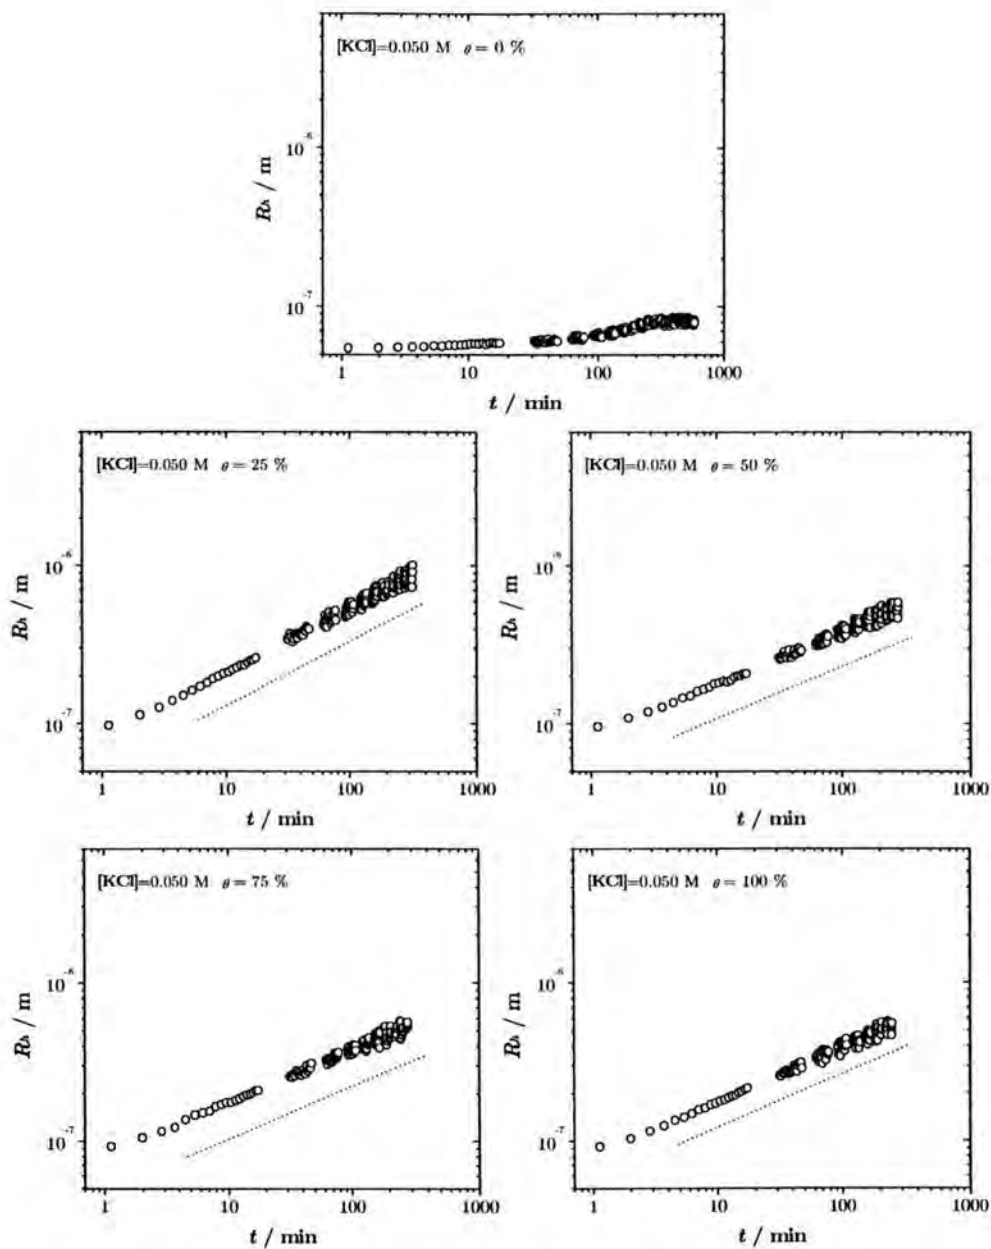 [KCl]=0.050 M θ = 0 %
10⁻⁶
10⁻⁷
Rₕ / m
1 10 100 1000
t / min
[KCl]=0.050 M θ = 25 %
10⁻⁶
10⁻⁷
Rₕ / m
1 10 100 1000
t / min
[KCl]=0.050 M θ = 50 %
10⁻⁶
10⁻⁷
Rₕ / m
1 10 100 1000
t / min
[KCl]=0.050 M θ = 75 %
10⁻⁶
10⁻⁷
Rₕ / m
1 10 100 1000
t / min
[KCl]=0.050 M θ = 100 %
10⁻⁶
10⁻⁷
Rₕ / m
1 10 100 1000
t / min